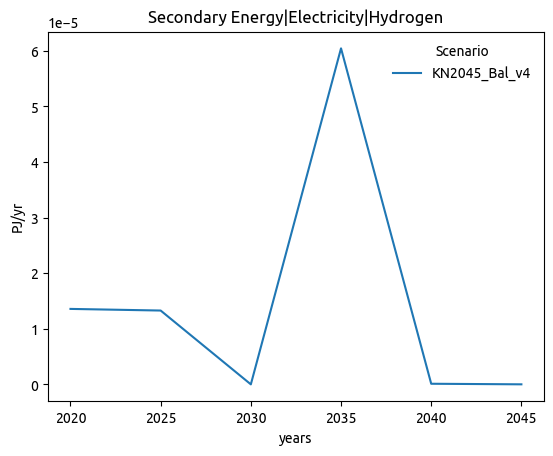 Secondary Energy|Electricity|Hydrogen
1e−5
Scenario
KN2045_Bal_v4
6
5
4
3
2
1
0
PJ/yr
2020 2025 2030 2035 2040 2045
years